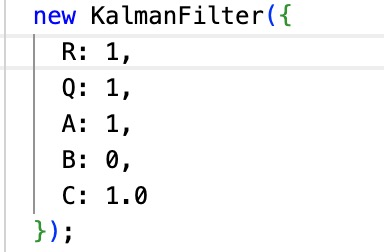 new KalmanFilter({
R: 1,
Q: 1,
A: 1,
B: 0,
C: 1.0
});